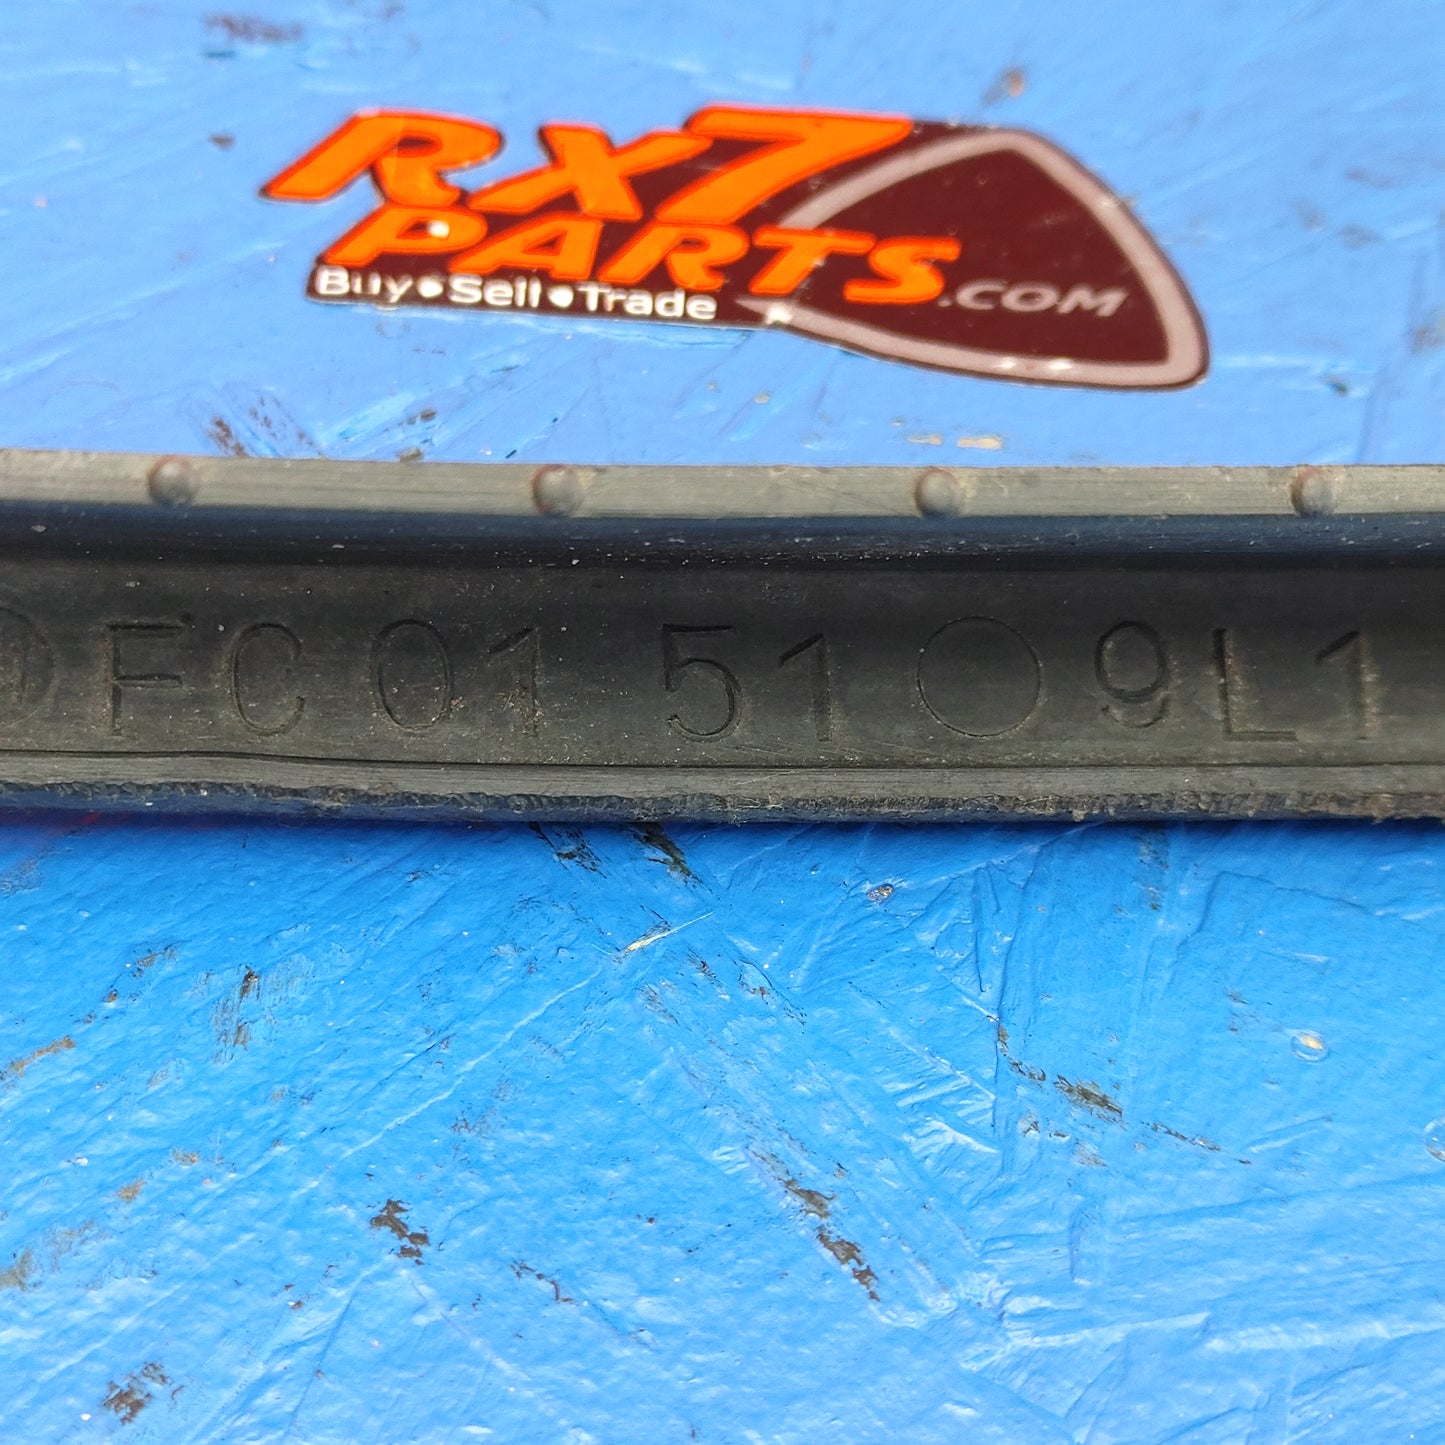 RX7
PARTS.COM
Buy•Sell•Trade
FC01 51 9L1